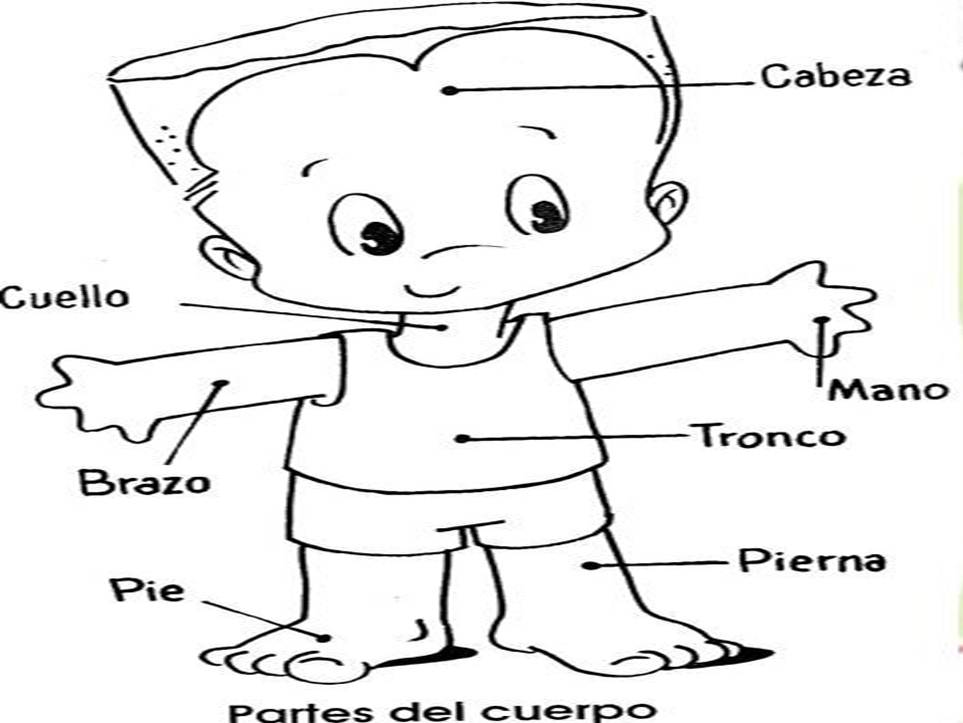 Cabeza
Cuello
Mano
Tronco
Brazo
Pierna
Pie
Partes del cuerpo